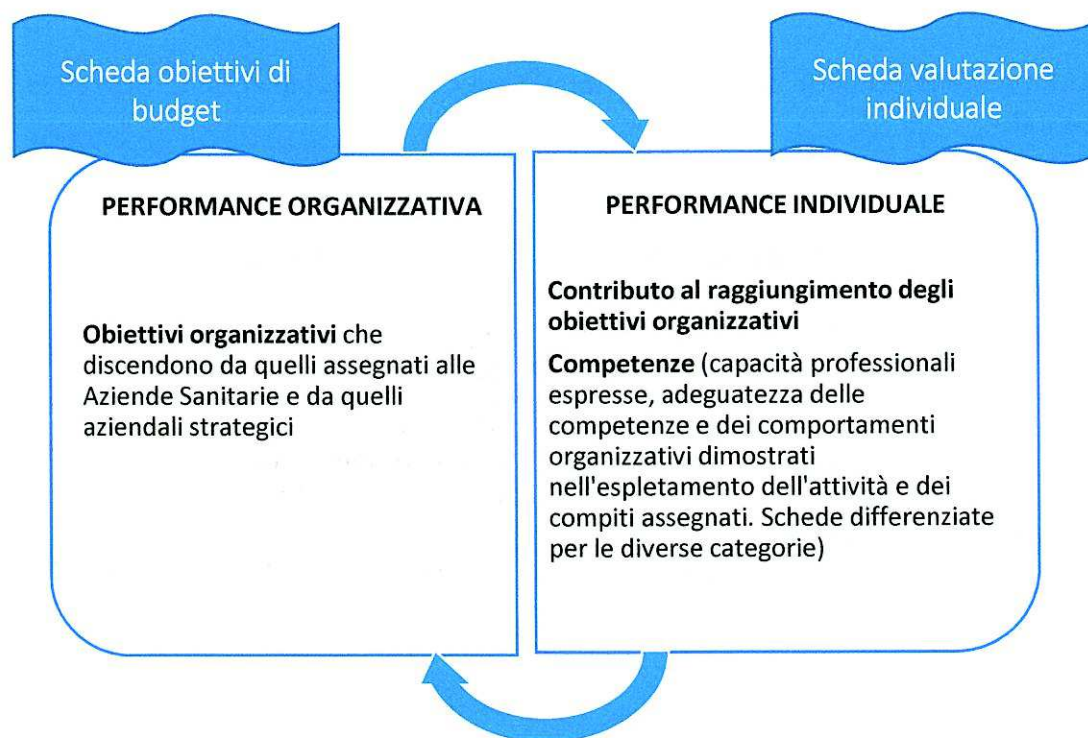 Scheda obiettivi di
budget
Scheda valutazione
individuale
PERFORMANCE ORGANIZZATIVA
Obiettivi organizzativi che
discendono da quelli assegnati alle
Aziende Sanitarie e da quelli
aziendali strategici
PERFORMANCE INDIVIDUALE
Contributo al raggiungimento degli
obiettivi organizzativi
Competenze (capacità professionali
espresse, adeguatezza delle
competenze e dei comportamenti
organizzativi dimostrati
nell'espletamento dell'attività e dei
compiti assegnati. Schede differenziate
per le diverse categorie)